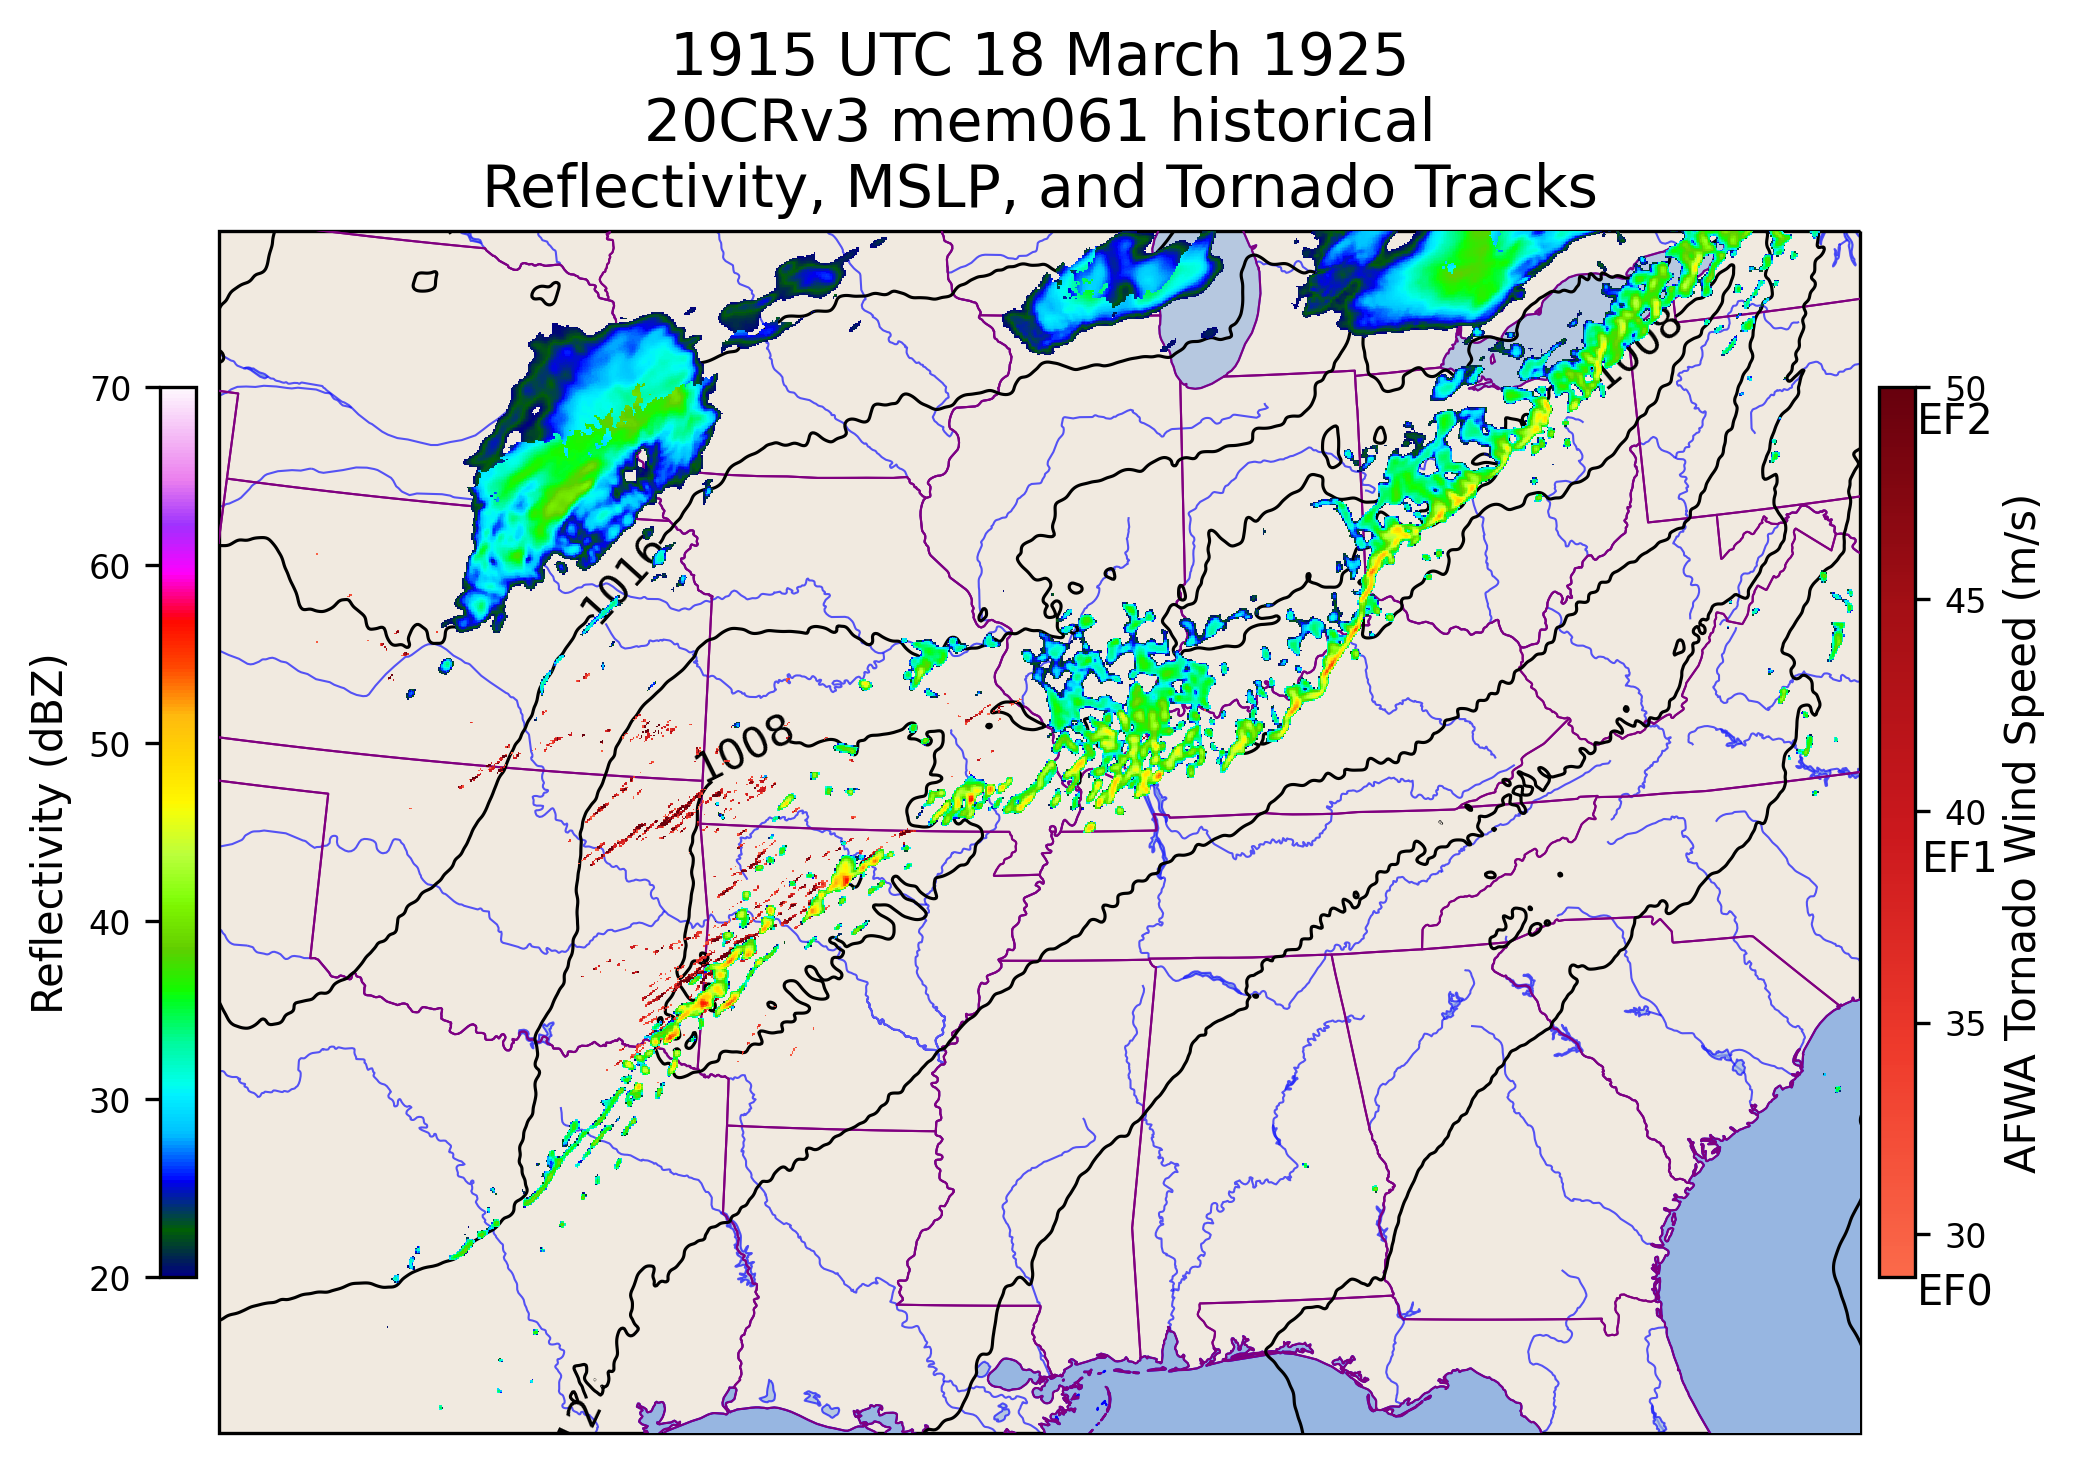 1915 UTC 18 March 1925
20CRv3 mem061 historical
Reflectivity, MSLP, and Tornado Tracks
70
60
50
40
30
20
Reflectivity (dBZ)
1016
1008
1008
50
EF2
45
40
EF1
35
30
EF0
AFWA Tornado Wind Speed (m/s)